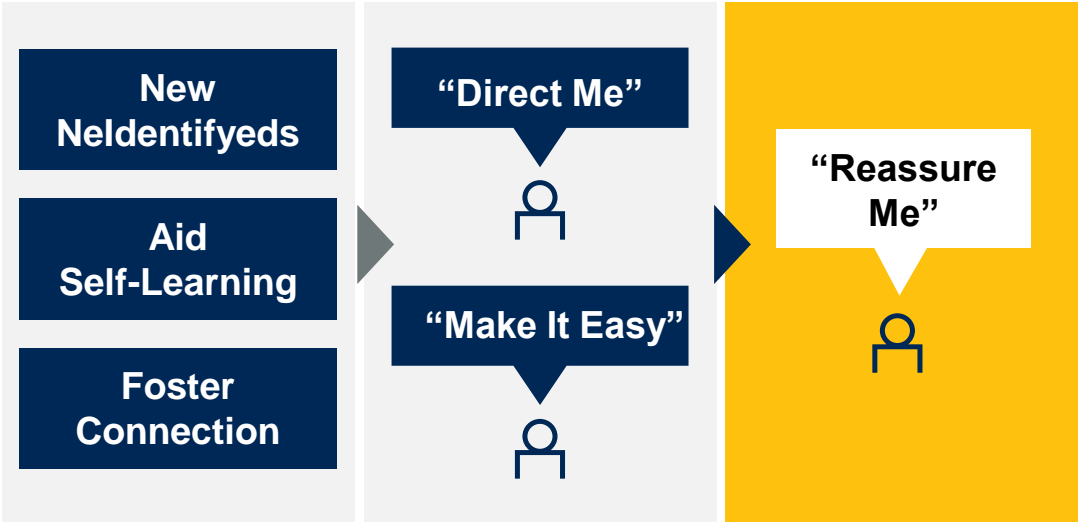 New
NeIdentifyeds
Aid
Self-Learning
Foster
Connection
“Direct Me”
“Make It Easy”
“Reassure
Me”